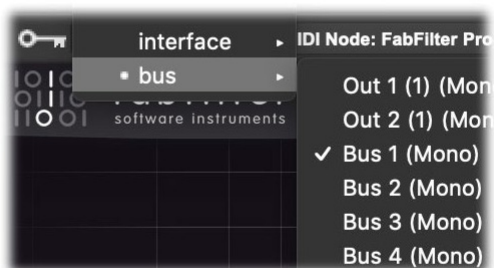 interface
bus
software instruments
IDI Node: FabFilter Pro
Out 1 (1) (Mon
Out 2 (1) (Mon
Bus 1 (Mono)
Bus 2 (Mono)
Bus 3 (Mono)
Bus 4 (Mono)